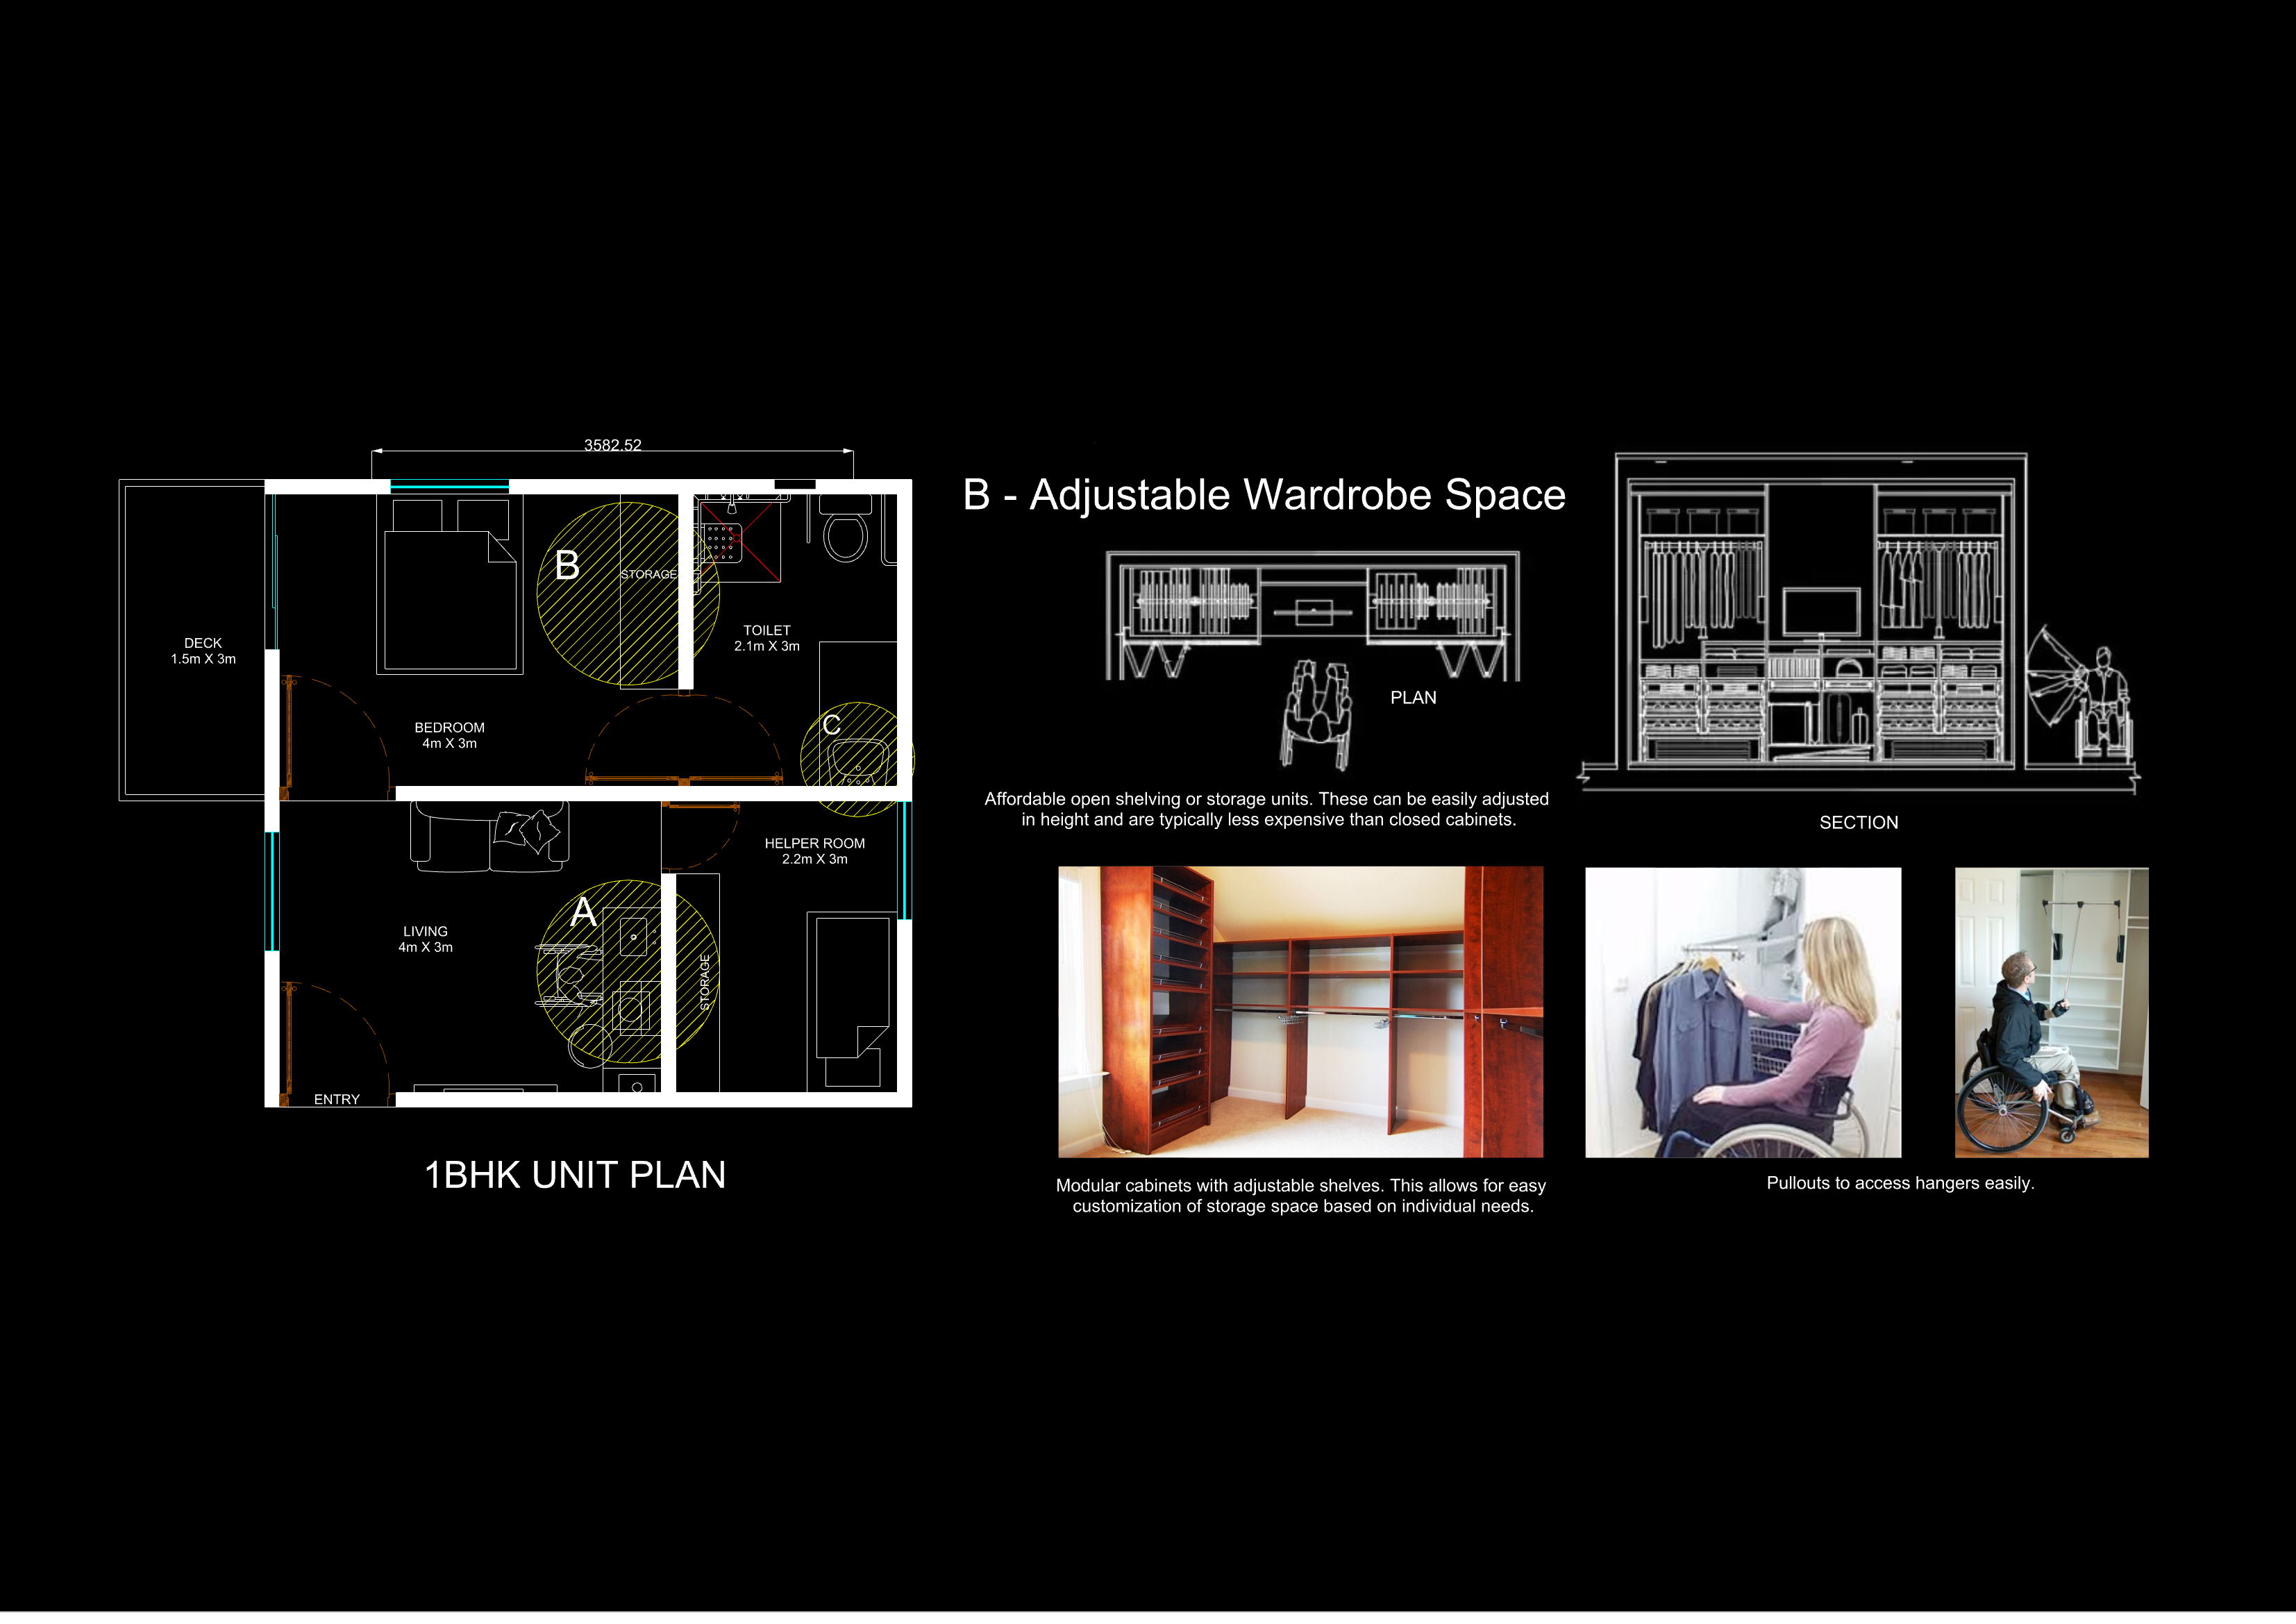 3582.52
B
STORAGE
TOILET
2.1m X 3m
DECK
1.5m X 3m
C
BEDROOM
4m X 3m
HELPER ROOM
2.2m X 3m
A
LIVING
4m X 3m
STORAGE
ENTRY
1BHK UNIT PLAN
B - Adjustable Wardrobe Space
PLAN
SECTION
Affordable open shelving or storage units. These can be easily adjusted
in height and are typically less expensive than closed cabinets.
Modular cabinets with adjustable shelves. This allows for easy
customization of storage space based on individual needs.
Pullouts to access hangers easily.